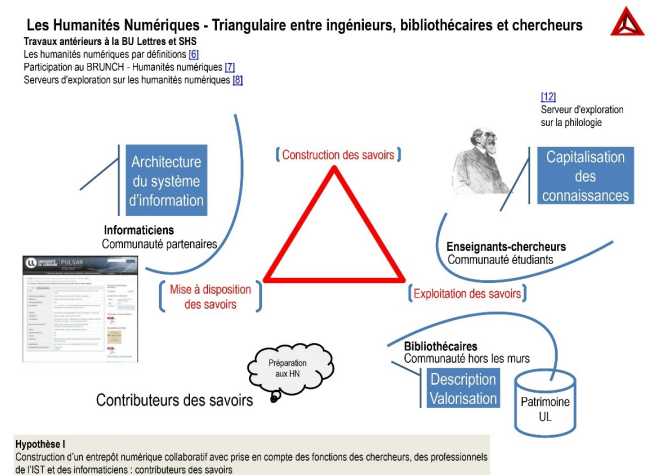 Les Humanités Numériques - Triangulaire entre ingénieurs, bibliothécaires et chercheurs
Travaux antérieurs à la BU Lettres et SHS
Les humanités numériques par définitions [6]
Participation au BRUNCH - Humanités numériques [7]
Serveurs d'exploration sur les humanités numériques [8]
[12]
Serveur d'exploration
sur la philologie
[Construction des savoirs]
Architecture
du système
d'information
Capitalisation
des
connaissances
Informaticiens
Communauté partenaires
Enseignants-chercheurs
Communauté étudiants
PULSAR
[Mise à disposition
des savoirs]
[Exploitation des savoirs]
Bibliothécaires
Communauté hors les murs
Préparation
aux HN
Description
Valorisation
Patrimoine
UL
Contributeurs des savoirs
Hypothèse I
Construction d'un entrepôt numérique collaboratif avec prise en compte des fonctions des chercheurs, des professionnels
de l'IST et des informaticiens : contributeurs des savoirs